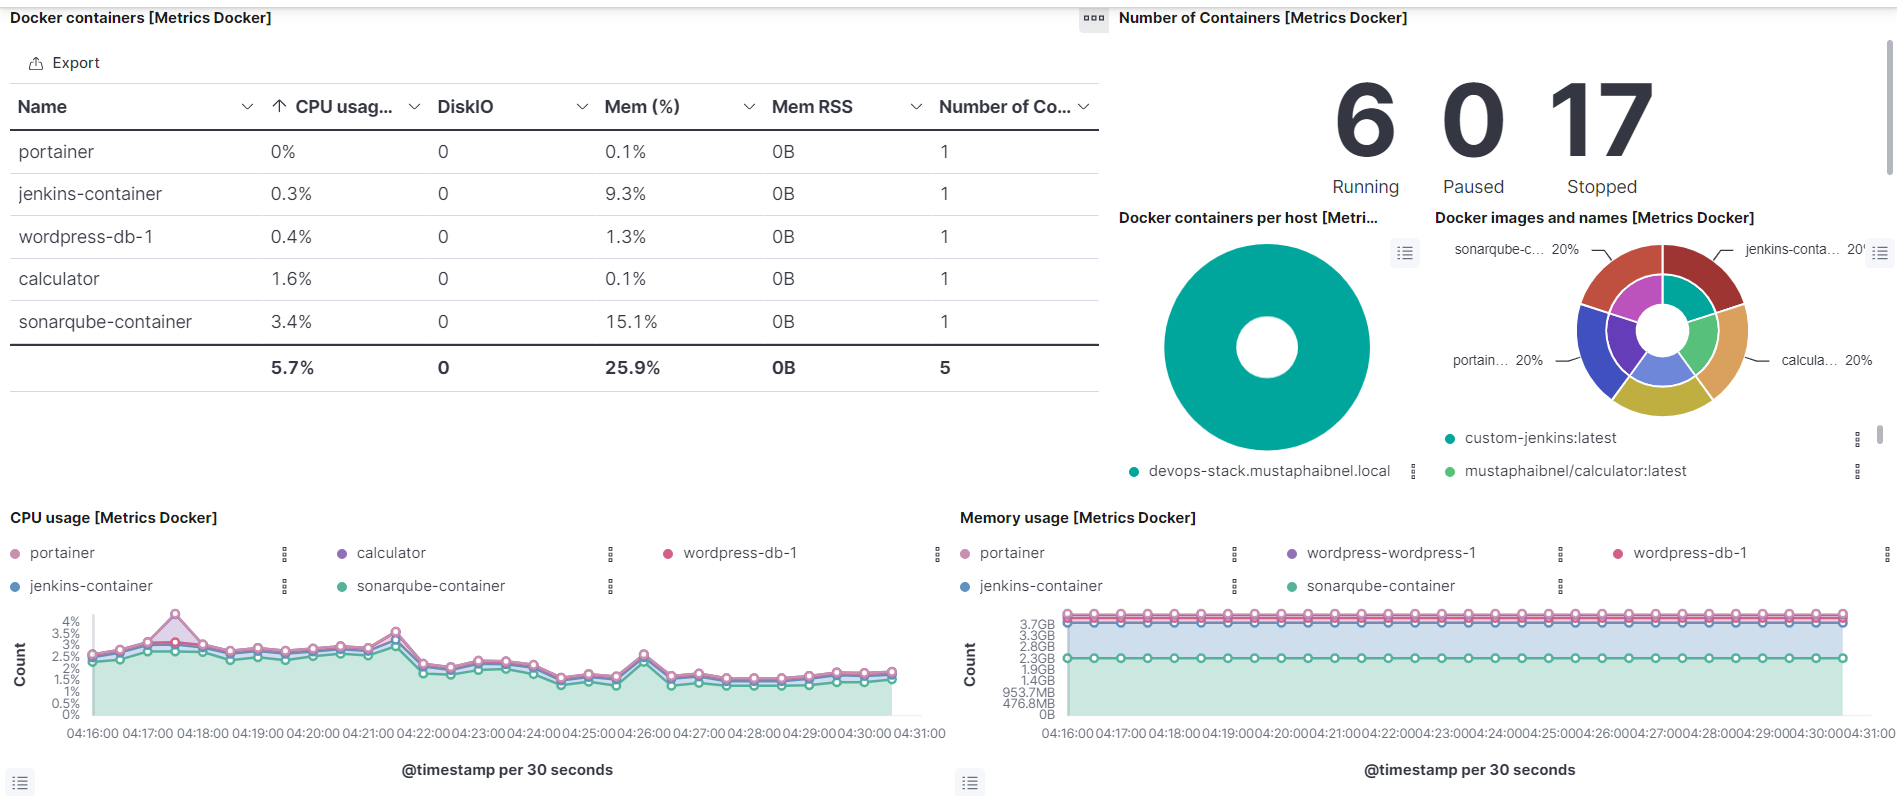 Docker containers [Metrics Docker]
Export
Name CPU usag... DiskIO Mem (%) Mem RSS Number of Co...
portainer 0% 0 0.1% 0B 1
jenkins-container 0.3% 0 9.3% 0B 1
wordpress-db-1 0.4% 0 1.3% 0B 1
calculator 1.6% 0 0.1% 0B 1
sonarqube-container 3.4% 0 15.1% 0B 1
5.7% 0 25.9% 0B 5
Number of Containers [Metrics Docker]
6 0 17
Running Paused Stopped
Docker containers per host [Metri...
devops-stack.mustaphaibnel.local
Docker images and names [Metrics Docker]
sonarqube-c... 20% jenkins-conta... 20
portain... 20% calcula... 20%
custom-jenkins:latest
mustaphaibnel/calculator:latest
CPU usage [Metrics Docker]
portainer calculator wordpress-db-1
jenkins-container sonarqube-container
Count
4%
3.5%
3%
2.5%
2%
1.5%
1%
0.5%
0%
04:16:00 04:17:00 04:18:00 04:19:00 04:20:00 04:21:00 04:22:00 04:23:00 04:24:00 04:25:00 04:26:00 04:27:00 04:28:00 04:29:00 04:30:00 04:31:00
@timestamp per 30 seconds
Memory usage [Metrics Docker]
portainer wordpress-wordpress-1 wordpress-db-1
jenkins-container sonarqube-container
Count
3.7GB
3.3GB
2.8GB
2.3GB
1.9GB
1.4GB
953.7MB
476.8MB
0B
04:16:00 04:17:00 04:18:00 04:19:00 04:20:00 04:21:00 04:22:00 04:23:00 04:24:00 04:25:00 04:26:00 04:27:00 04:28:00 04:29:00 04:30:00 04:31:00
@timestamp per 30 seconds